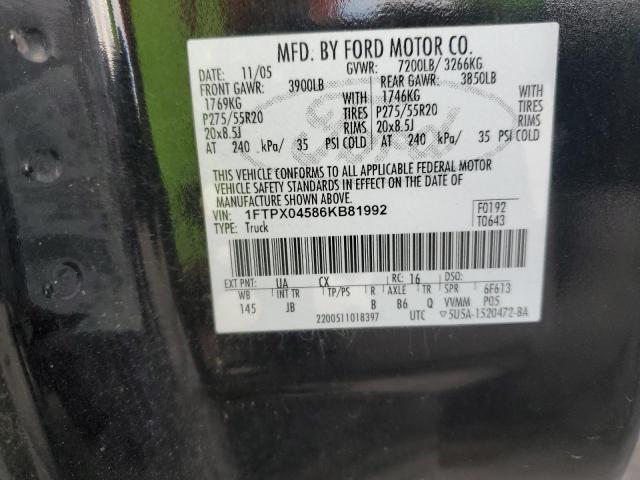 MFD. BY FORD MOTOR CO.
DATE: 11/05 GVWR: 7200LB/ 3266KG
FRONT GAWR: 3900LB REAR GAWR: 3850LB
1769KG WITH 1746KG WITH
P275/55R20 TIRES P275/55R20 TIRES
20x8.5J RIMS 20x8.5J RIMS
AT 240 kPa/ 35 PSI COLD AT 240 kPa/ 35 PSI COLD
Ford
THIS VEHICLE CONFORMS TO ALL APPLICABLE FEDERAL MOTOR
VEHICLE SAFETY STANDARDS IN EFFECT ON THE DATE OF
MANUFACTURE SHOWN ABOVE.
VIN: 1FTPX04586KB81992 F0192
TYPE: Truck T0643
EXT PNT: UA CX RC: 16 DSO:
WB INT TR TP/PS R AXLE TR SPR 6F613
145 JB B B6 Q VVMM P05
2200511018397 UTC ▽5U5A-1520472-BA